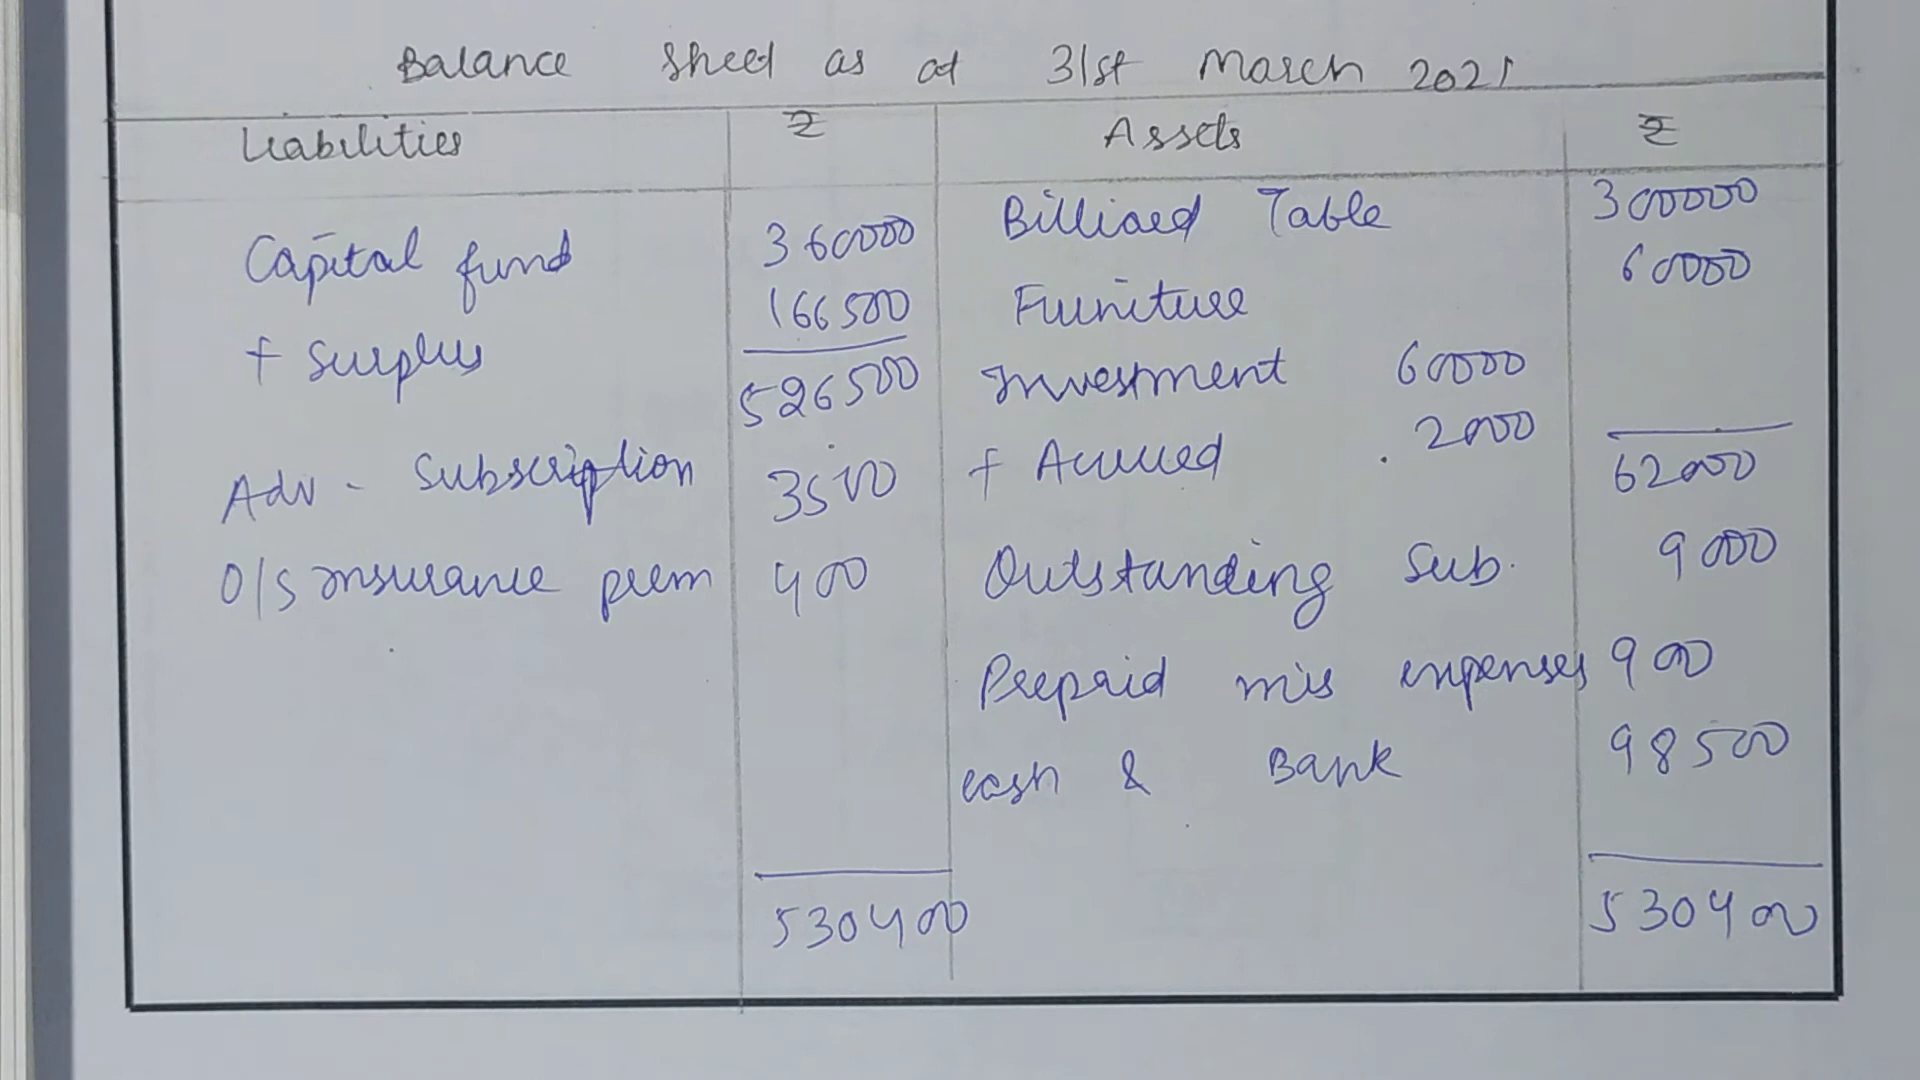 Balance Sheet as at 31st March 2021
Liabilities ₹ Assets ₹
Capital fund 360000 Billiard Table 300000
+ Surplus 166500 Furniture 60000
526500 Investment 60000
Adv - Subscription 3500 + Accrued 2000 62000
O/S insurance prem 400 Outstanding Sub. 9000
Prepaid mis expenses 900
cash & Bank 98500
530400 530400